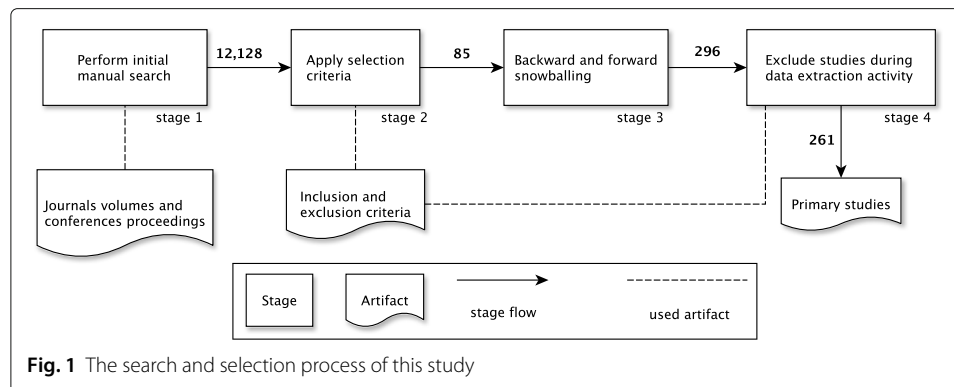 Perform initial
manual search
12,128
Apply selection
criteria
85
Backward and forward
snowballing
296
Exclude studies during
data extraction activity
stage 1
stage 2
stage 3
stage 4
261
Journals volumes and
conferences proceedings
Inclusion and
exclusion criteria
Primary studies
Stage
Artifact
stage flow
used artifact
Fig. 1 The search and selection process of this study